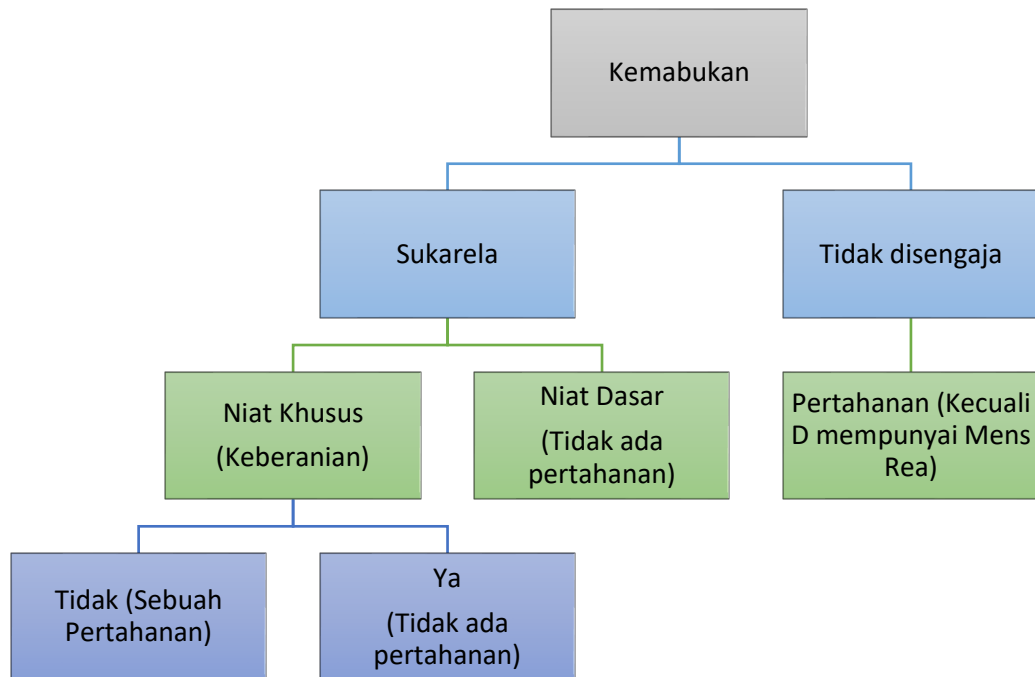 Kemabukan
Sukarela
Tidak disengaja
Niat Khusus
(Keberanian)
Niat Dasar
(Tidak ada
pertahanan)
Pertahanan (Kecuali
D mempunyai Mens
Rea)
Tidak (Sebuah
Pertahanan)
Ya
(Tidak ada
pertahanan)